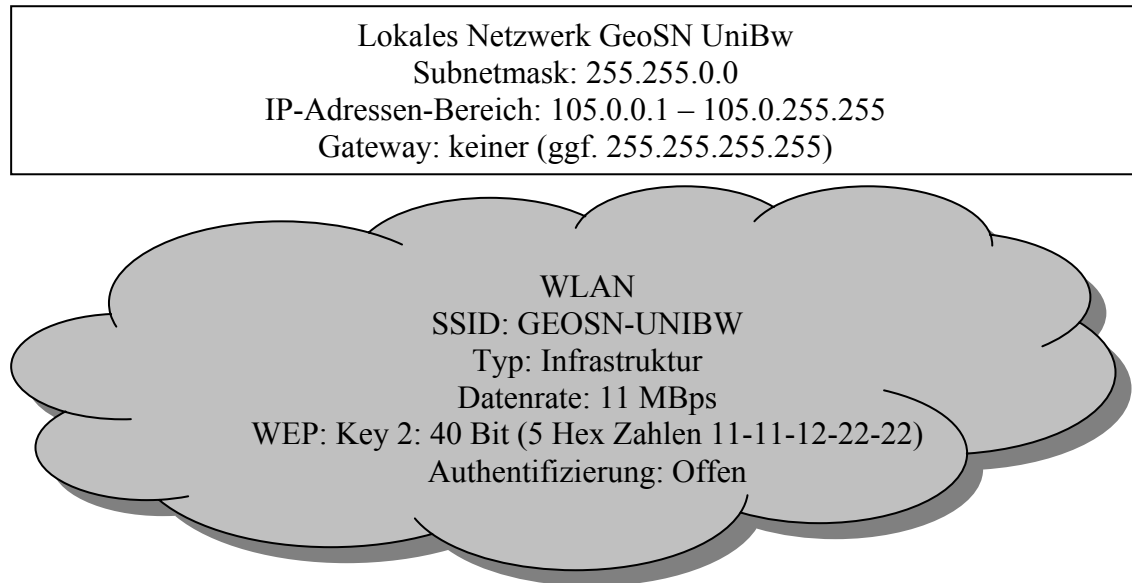 Lokales Netzwerk GeoSN UniBw
Subnetmask: 255.255.0.0
IP-Adressen-Bereich: 105.0.0.1 – 105.0.255.255
Gateway: keiner (ggf. 255.255.255.255)
WLAN
SSID: GEOSN-UNIBW
Typ: Infrastruktur
Datenrate: 11 MBps
WEP: Key 2: 40 Bit (5 Hex Zahlen 11-11-12-22-22)
Authentifizierung: Offen